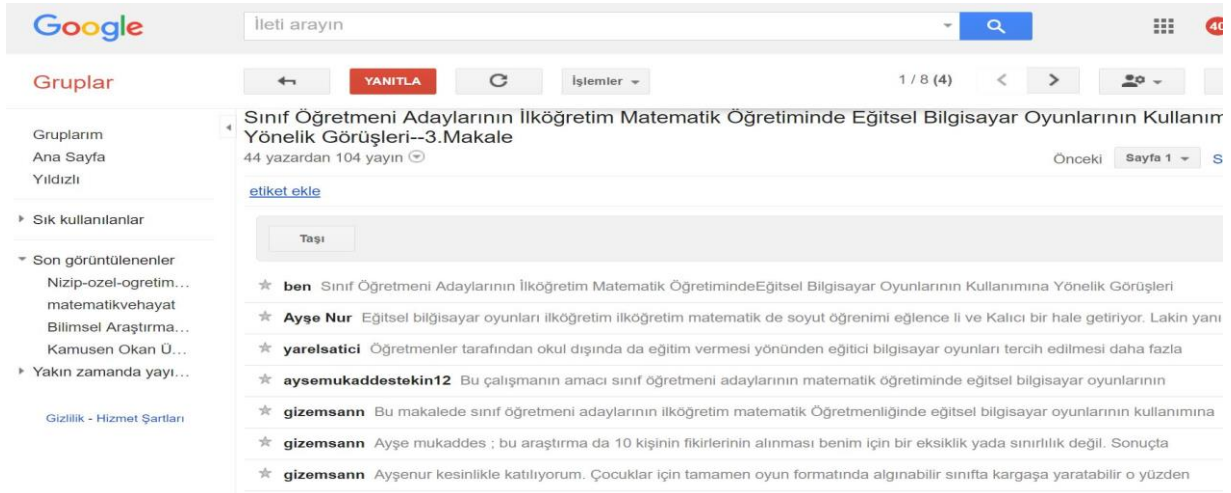 Google
İleti arayın
40
Gruplar
YANITLA
İşlemler
1 / 8 (4)
Gruplarım
Ana Sayfa
Yıldızlı
Sık kullanılanlar
Son görüntülenenler
Nizip-ozel-ogretim...
matematikvehayat
Bilimsel Araştırma...
Kamusen Okan Ü...
Yakın zamanda yayı...
Gizlilik - Hizmet Şartları
Sınıf Öğretmeni Adaylarının İlköğretim Matematik Öğretiminde Eğitsel Bilgisayar Oyunlarının Kullanım
Yönelik Görüşleri--3.Makale
44 yazardan 104 yayın
Önceki Sayfa 1 S
etiket ekle
Taşı
ben Sınıf Öğretmeni Adaylarının İlköğretim Matematik ÖğretimindeEğitsel Bilgisayar Oyunlarının Kullanımına Yönelik Görüşleri
Ayşe Nur Eğitsel bilğisayar oyunları ilköğretim ilköğretim matematik de soyut öğrenimi eğlence li ve Kalıcı bir hale getiriyor. Lakin yanı
yarelsatici Öğretmenler tarafından okul dışında da eğitim vermesi yönünden eğitici bilgisayar oyunları tercih edilmesi daha fazla
aysemukaddestekin12 Bu çalışmanın amacı sınıf öğretmeni adaylarının matematik öğretiminde eğitsel bilgisayar oyunlarının
gizemsann Bu makalede sınıf öğretmeni adaylarının ilköğretim matematik Öğretmenliğinde eğitsel bilgisayar oyunlarının kullanımına
gizemsann Ayşe mukaddes ; bu araştırma da 10 kişinin fikirlerinin alınması benim için bir eksiklik yada sınırlılık değil. Sonuçta
gizemsann Ayşenur kesinlikle katılıyorum. Çocuklar için tamamen oyun formatında algınabilir sınıfta kargaşa yaratabilir o yüzden